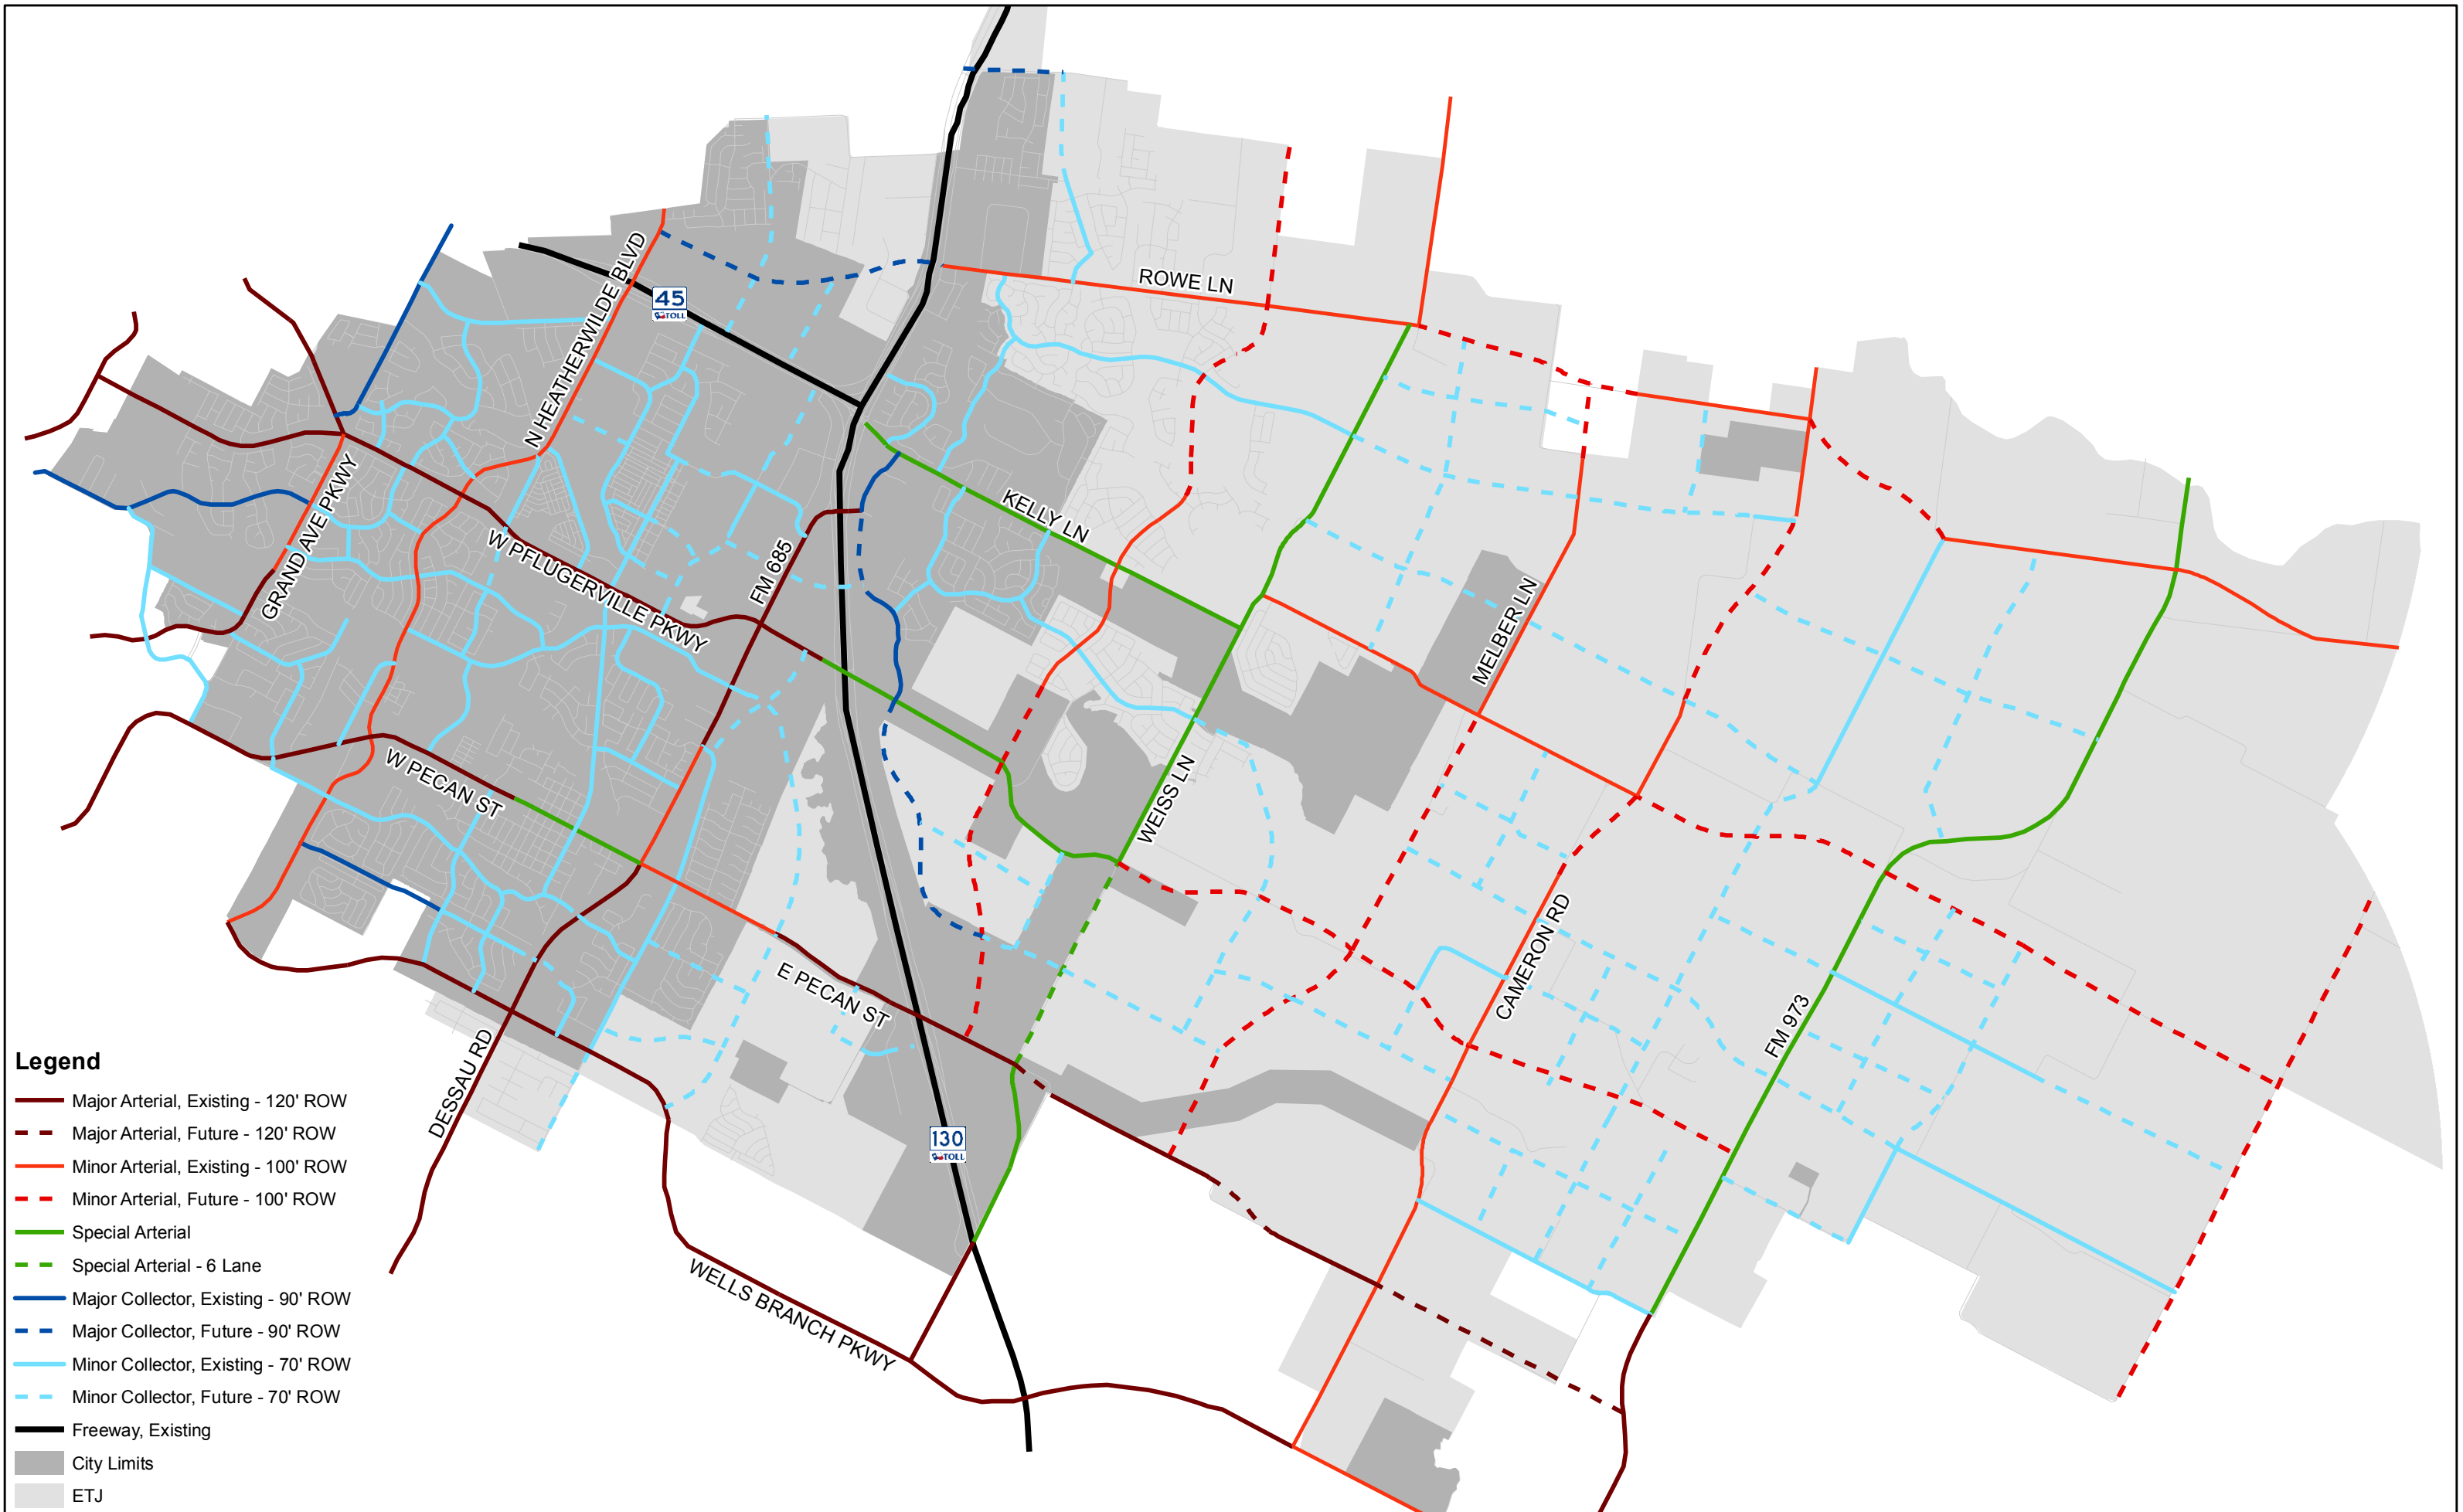 ROWE LN
N HEATHERWILDE BLVD
45
TOLL
GRAND AVE PKWY
KELLY LN
W PFLUGERVILLE PKWY
FM 685
MELBER LN
W PECAN ST
WEISS LN
CAMERON RD
E PECAN ST
FM 973
DESSAU RD
130
TOLL
WELLS BRANCH PKWY
Legend
Major Arterial, Existing - 120' ROW
Major Arterial, Future - 120' ROW
Minor Arterial, Existing - 100' ROW
Minor Arterial, Future - 100' ROW
Special Arterial
Special Arterial - 6 Lane
Major Collector, Existing - 90' ROW
Major Collector, Future - 90' ROW
Minor Collector, Existing - 70' ROW
Minor Collector, Future - 70' ROW
Freeway, Existing
City Limits
ETJ